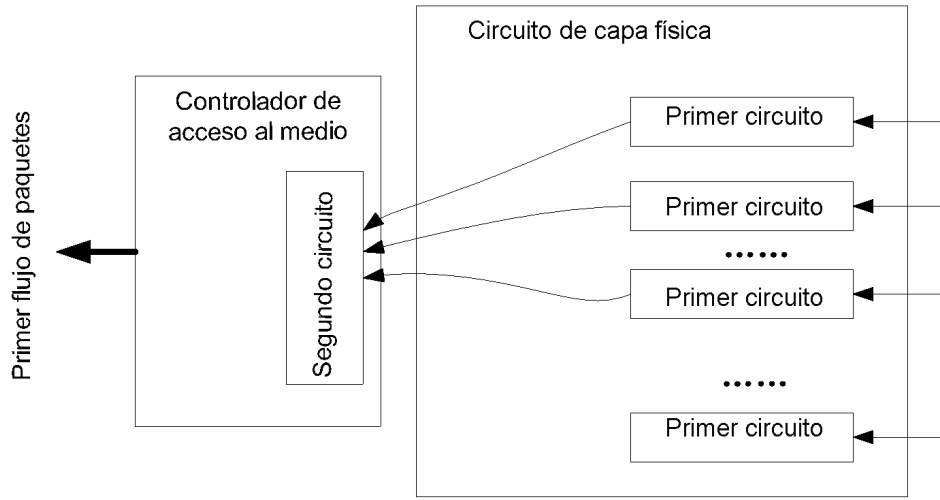 Circuito de capa física
Controlador de
acceso al medio
Primer flujo de paquetes
Segundo circuito
Primer circuito
Primer circuito
......
Primer circuito
......
Primer circuito